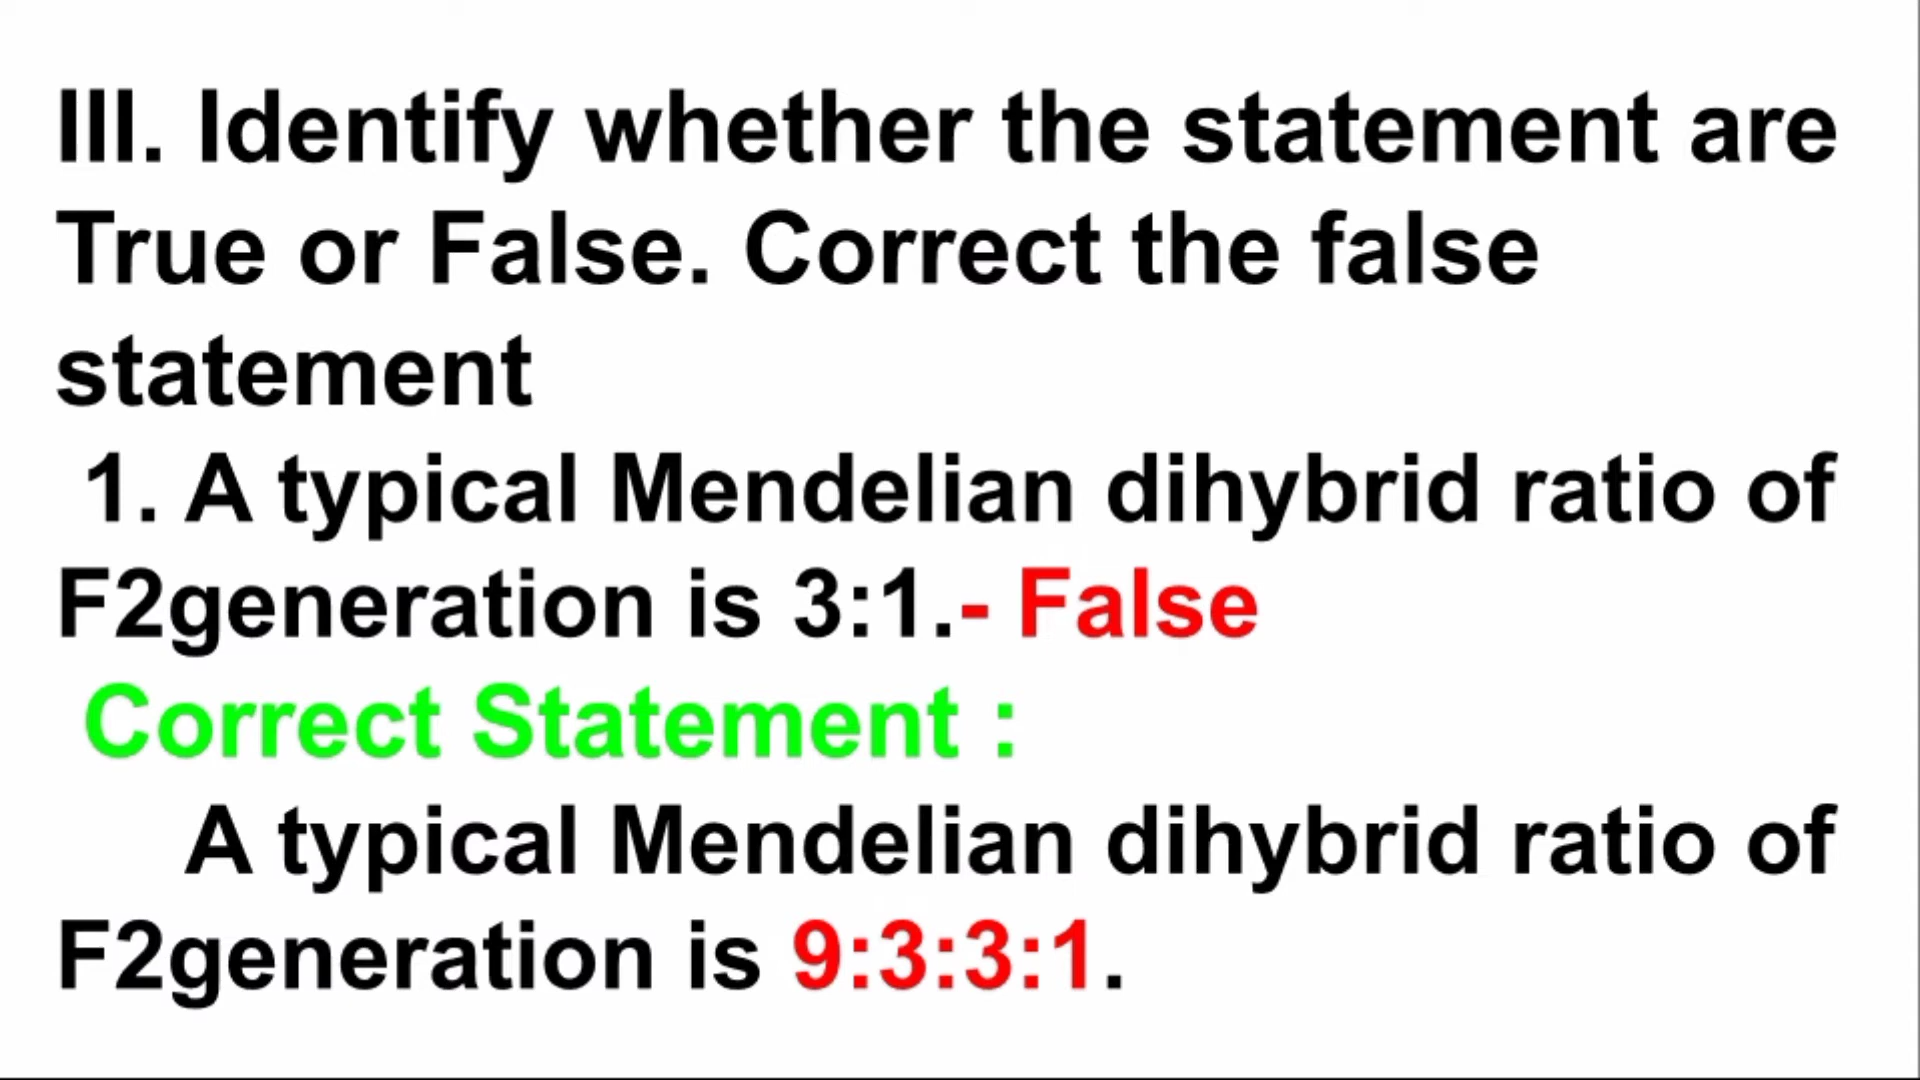 III. Identify whether the statement are
True or False. Correct the false
statement
1. A typical Mendelian dihybrid ratio of
F2generation is 3:1.- False
Correct Statement :
A typical Mendelian dihybrid ratio of
F2generation is 9:3:3:1.